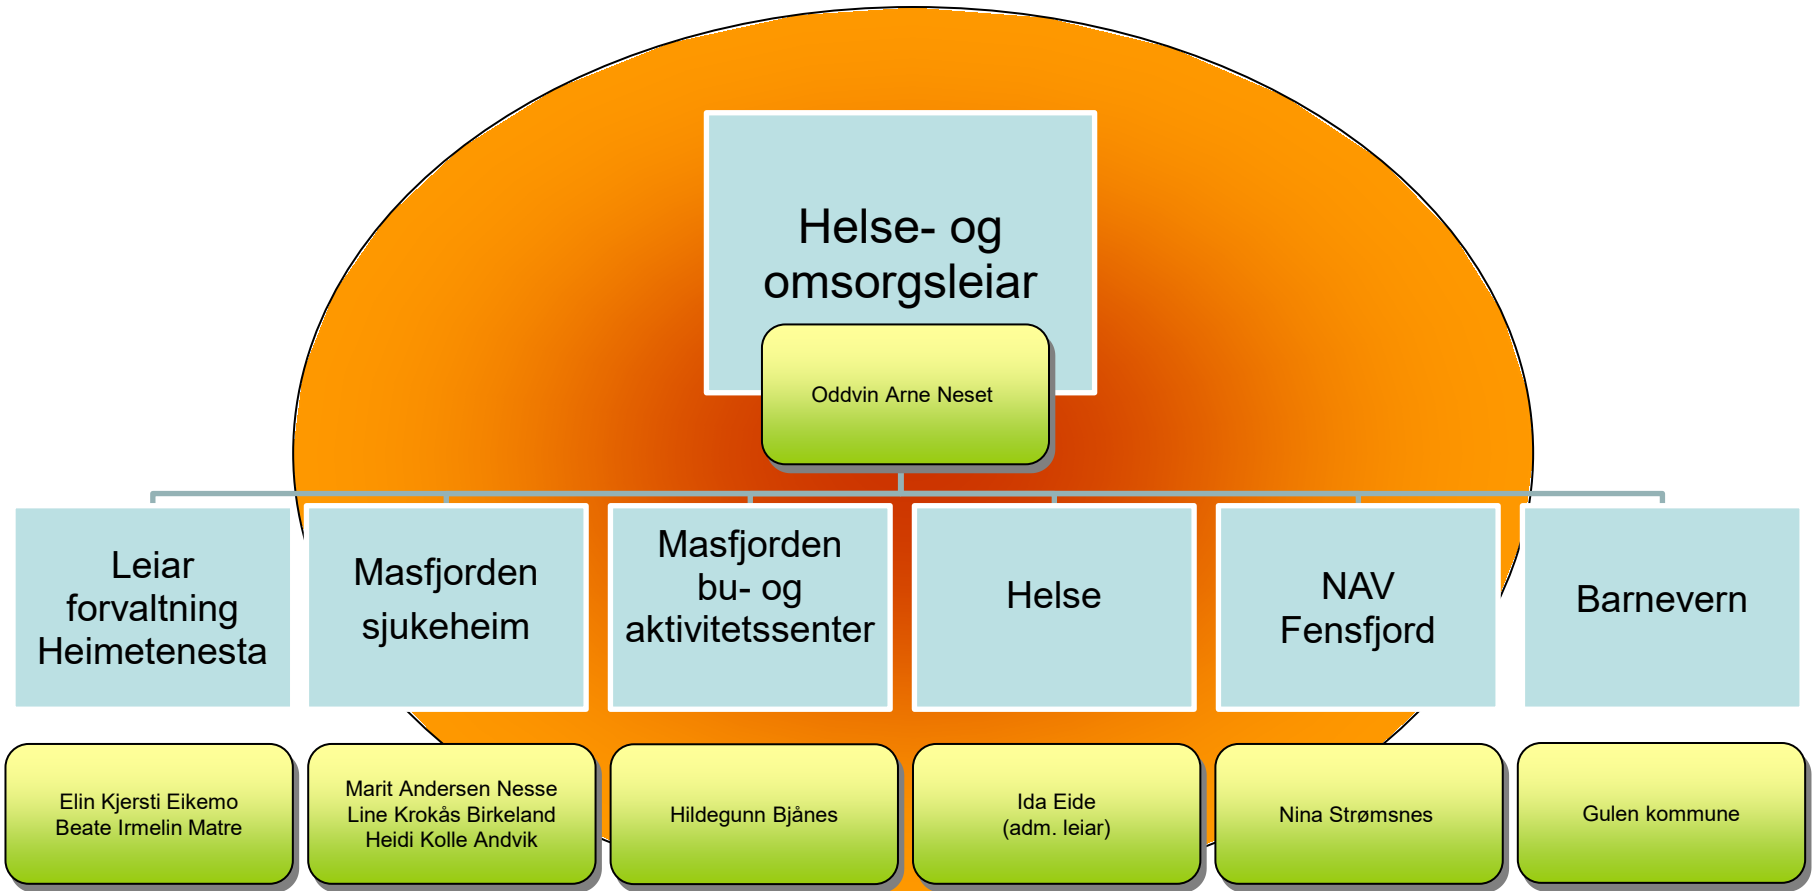 Helse- og
omsorgsleiar
Oddvin Arne Neset
Leiar
forvaltning
Heimetenesta
Masfjorden
sjukeheim
Masfjorden
bu- og
aktivitetssenter
Helse
NAV
Fensfjord
Barnevern
Elin Kjersti Eikemo
Beate Irmelin Matre
Marit Andersen Nesse
Line Krokås Birkeland
Heidi Kolle Andvik
Hildegunn Bjånes
Ida Eide
(adm. leiar)
Nina Strømsnes
Gulen kommune